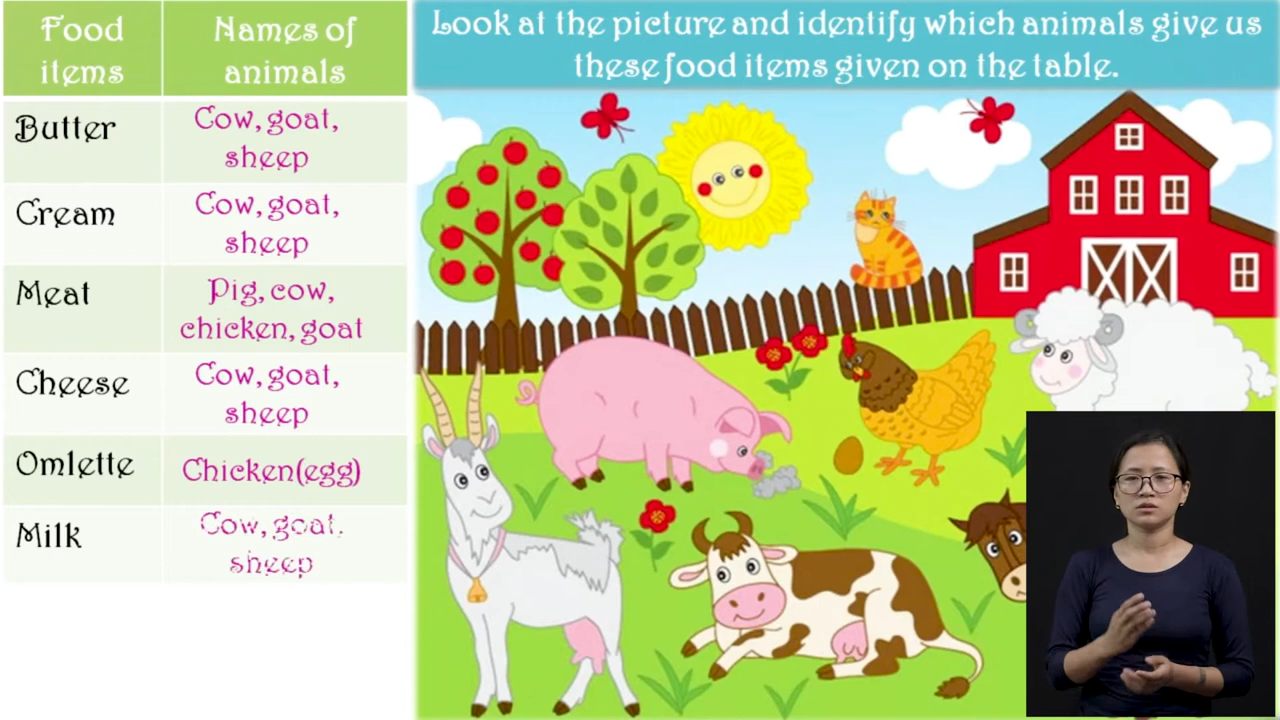 Food items
Names of animals
Look at the picture and identify which animals give us
these food items given on the table.
Butter
Cow, goat,
sheep
Cream
Cow, goat,
sheep
Meat
Pig, cow,
chicken, goat
Cheese
Cow, goat,
sheep
Omlette
Chicken(egg)
Milk
Cow, goat,
sheep